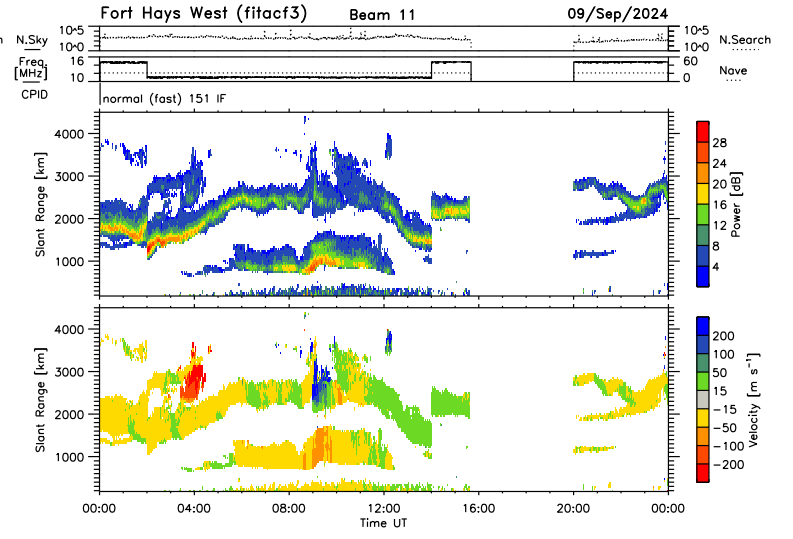 Fort Hays West (fitacf3) Beam 11 09/Sep/2024
N.Sky 10^5 10^0 10^5 10^0 N.Search
Freq. [MHz] 16 10 60 0 Nave
CPID normal (fast) 151 IF
Slant Range [km] 4000 3000 2000 1000
28 24 20 16 12 8 4 Power [dB]
Slant Range [km] 4000 3000 2000 1000
200 100 50 15 -15 -50 -100 -200 Velocity [m s^-1]
00:00 04:00 08:00 12:00 16:00 20:00 00:00
Time UT